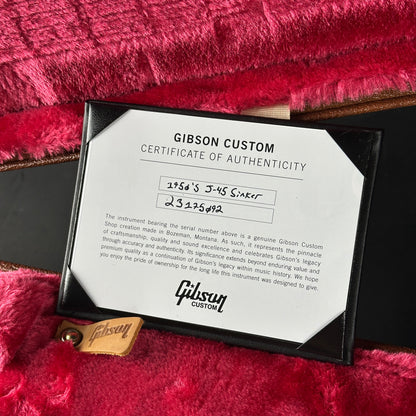 GIBSON CUSTOM
CERTIFICATE OF AUTHENTICITY
1950'S J-45 Sinker
23175092
The instrument bearing the serial number above is a genuine Gibson Custom
Shop creation made in Bozeman, Montana. As such, it represents the pinnacle
of craftsmanship, quality and sound excellence and celebrates Gibson's legacy
through accuracy and authenticity. Its significance extends beyond enduring value and
premium quality as a continuation of Gibson's legacy within music history. We hope
you enjoy the pride of ownership for the long life this instrument was designed to give.
Gibson
CUSTOM
Gibson